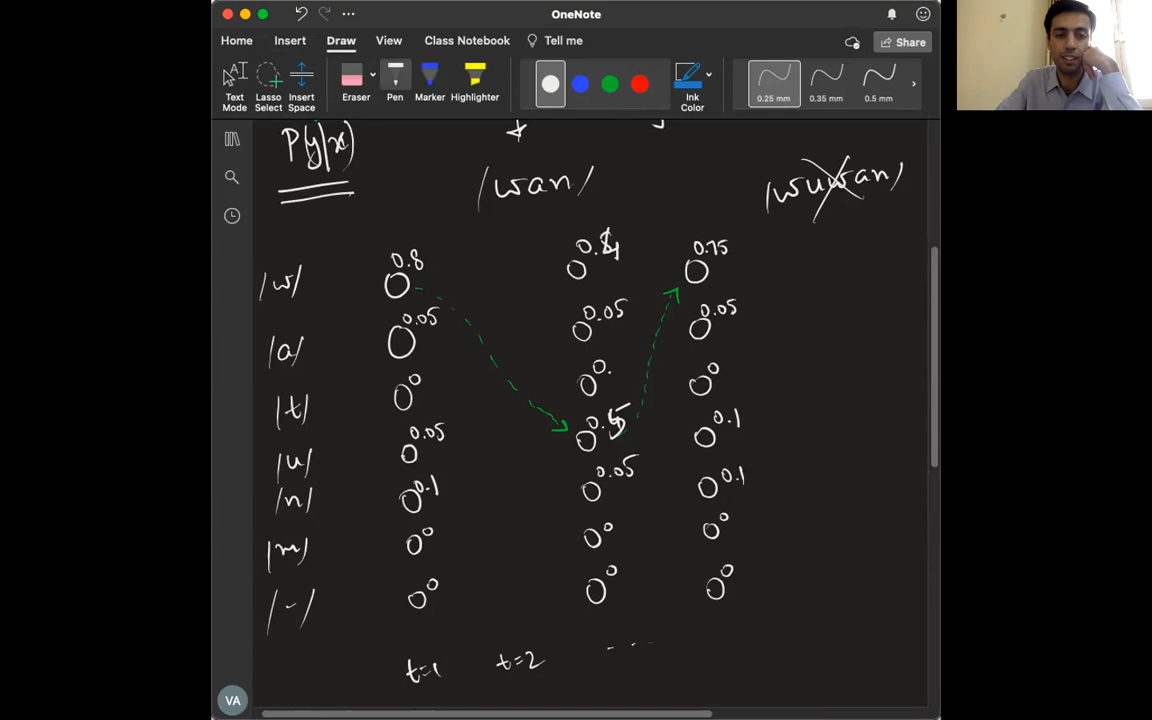 OneNote
Home Insert Draw View Class Notebook Tell me
Share
Text Mode
Lasso Select
Insert Space
Eraser
Pen
Marker
Highlighter
Ink Color
0.25 mm
0.35 mm
0.5 mm
P(y|x)
/wan/
/wuwan/
/w/ 0.8 0.75
/a/ 0.05 0.05 0.05
/t/ 0 0. 0
/u/ 0.05 0.1
/n/ 0.1 0.05 0.1
/m/ 0 0 0
/-/ 0 0 0
t=1 t=2 - - -
VA